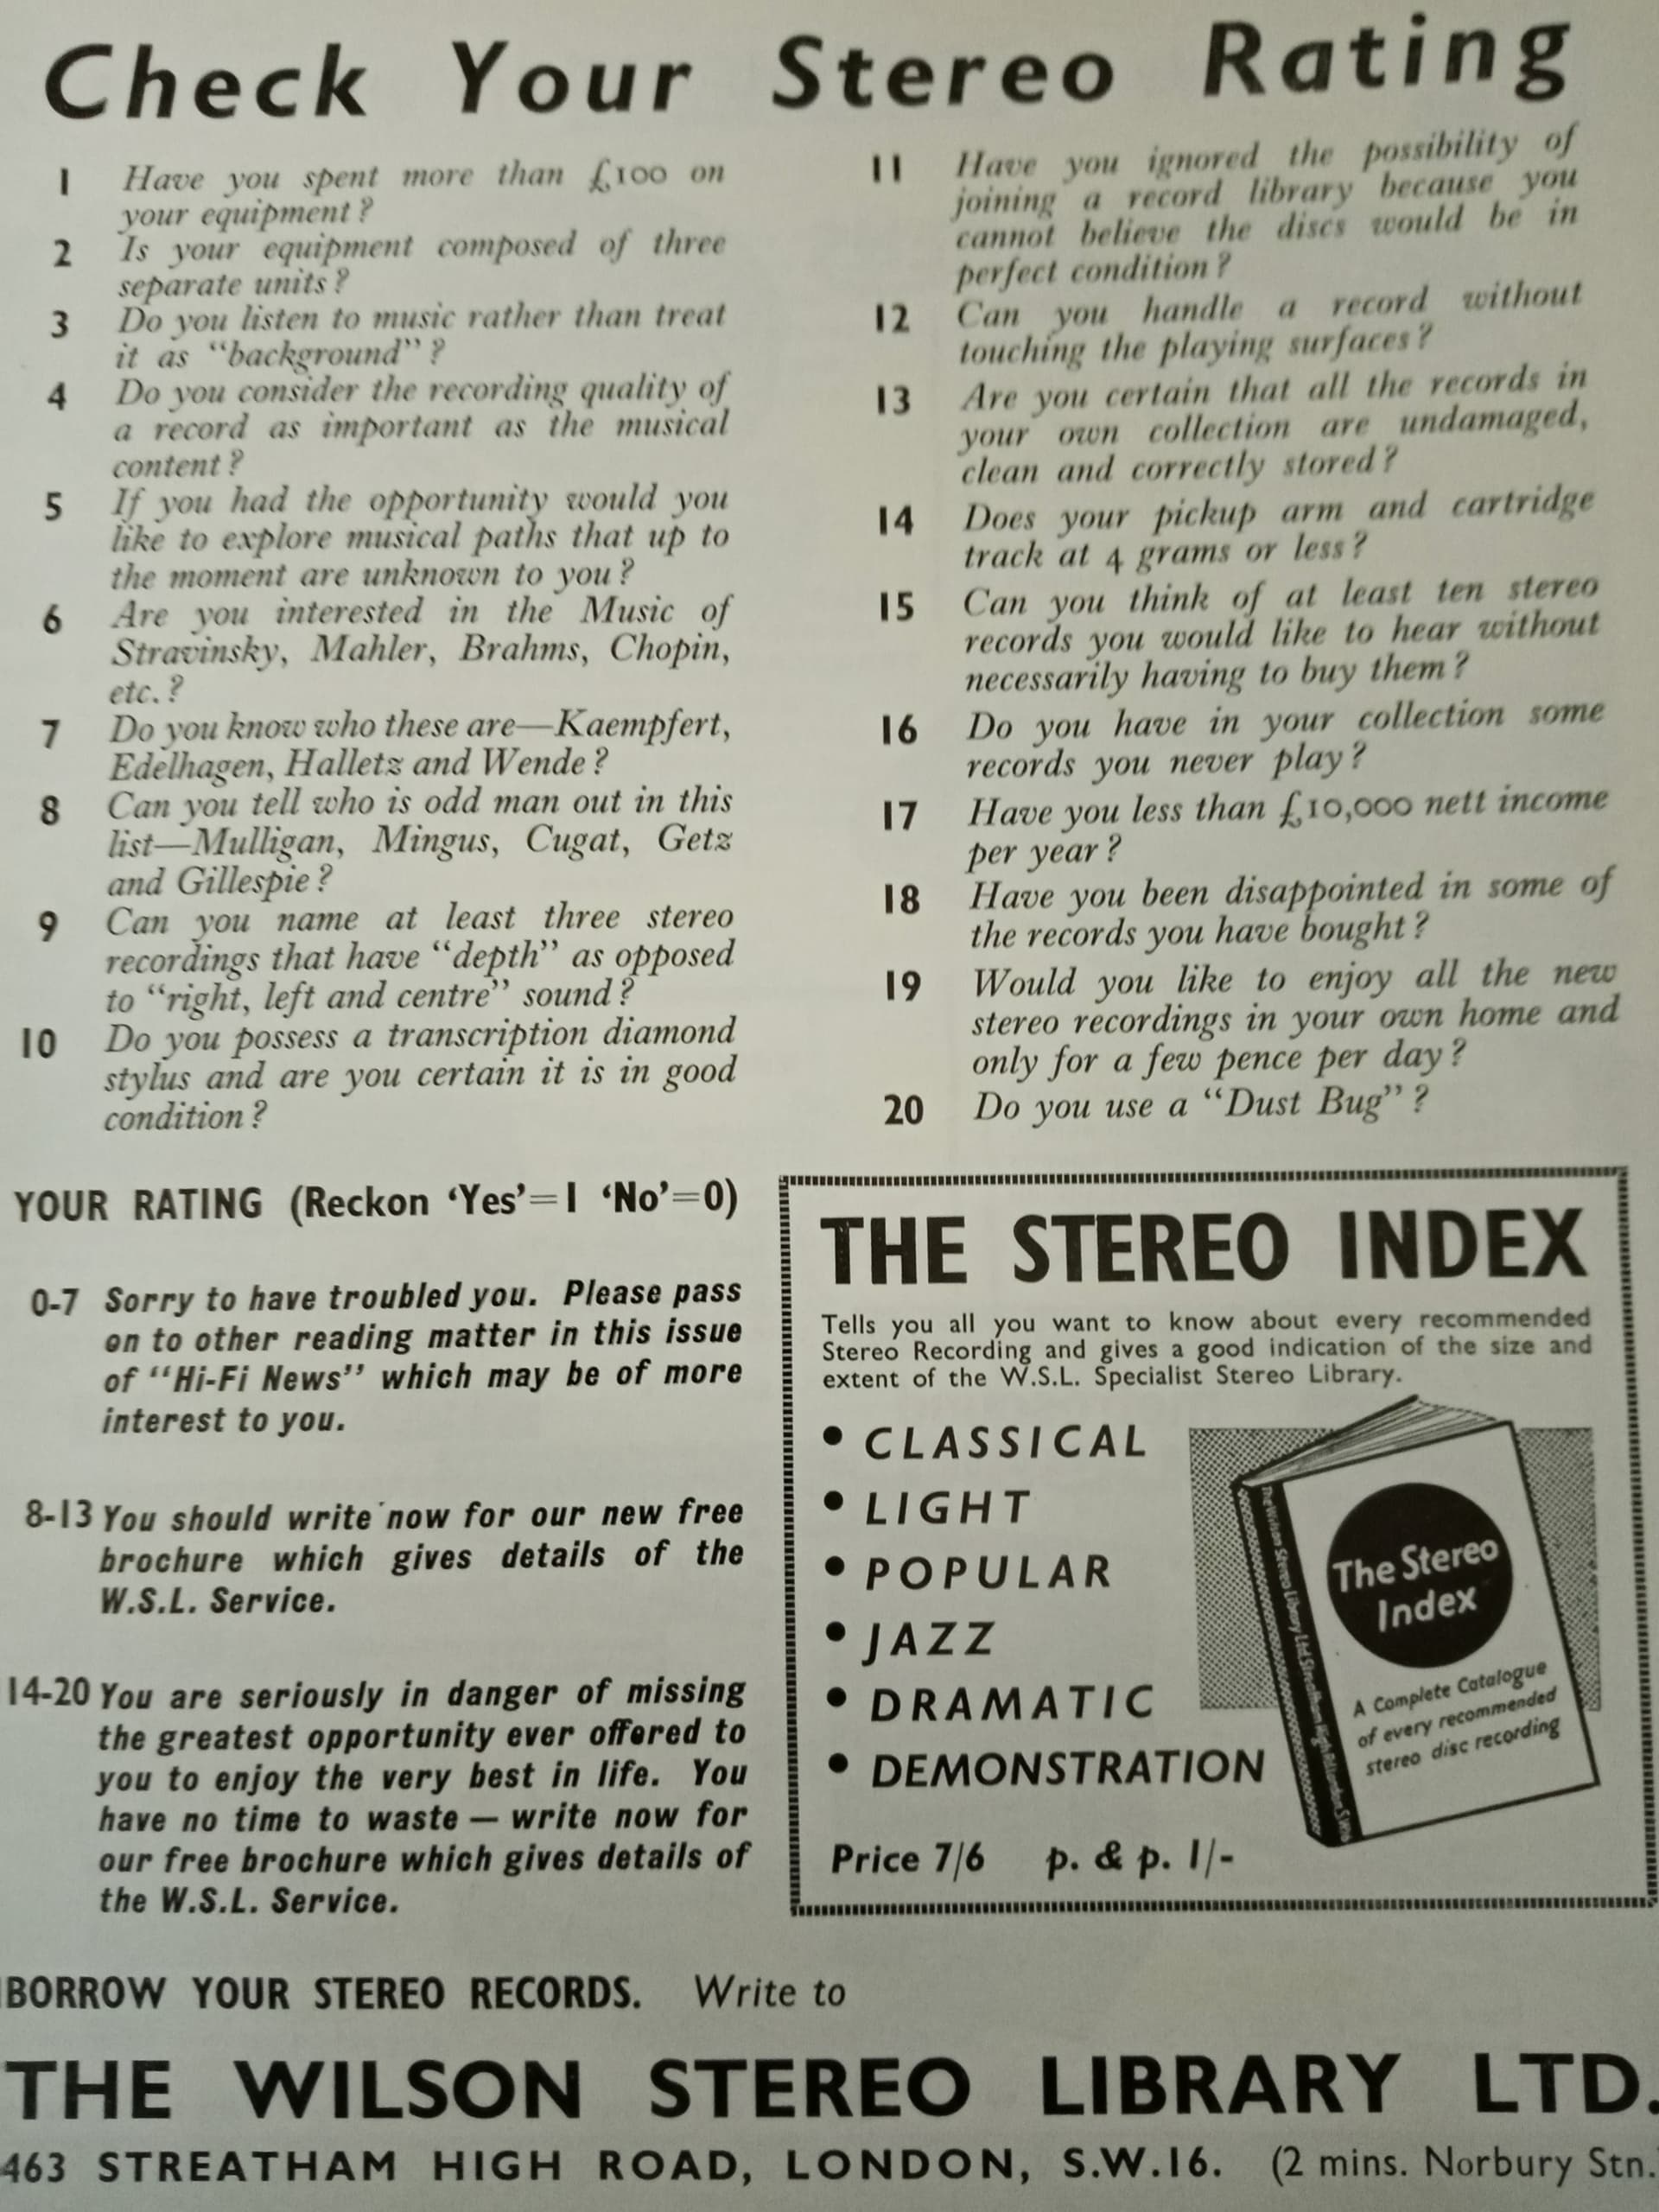 Check Your Stereo Rating
1 Have you spent more than £100 on
your equipment?
2 Is your equipment composed of three
separate units?
3 Do you listen to music rather than treat
it as “background”?
4 Do you consider the recording quality of
a record as important as the musical
content?
5 If you had the opportunity would you
like to explore musical paths that up to
the moment are unknown to you?
6 Are you interested in the Music of
Stravinsky, Mahler, Brahms, Chopin,
etc.?
7 Do you know who these are—Kaempfert,
Edelhagen, Halletz and Wende?
8 Can you tell who is odd man out in this
list—Mulligan, Mingus, Cugat, Getz
and Gillespie?
9 Can you name at least three stereo
recordings that have “depth” as opposed
to “right, left and centre” sound?
10 Do you possess a transcription diamond
stylus and are you certain it is in good
condition?
11 Have you ignored the possibility of
joining a record library because you
cannot believe the discs would be in
perfect condition?
12 Can you handle a record without
touching the playing surfaces?
13 Are you certain that all the records in
your own collection are undamaged,
clean and correctly stored?
14 Does your pickup arm and cartridge
track at 4 grams or less?
15 Can you think of at least ten stereo
records you would like to hear without
necessarily having to buy them?
16 Do you have in your collection some
records you never play?
17 Have you less than £10,000 nett income
per year?
18 Have you been disappointed in some of
the records you have bought?
19 Would you like to enjoy all the new
stereo recordings in your own home and
only for a few pence per day?
20 Do you use a “Dust Bug”?
YOUR RATING (Reckon ‘Yes’=1 ‘No’=0)
0-7 Sorry to have troubled you. Please pass
on to other reading matter in this issue
of “Hi-Fi News” which may be of more
interest to you.
8-13 You should write now for our new free
brochure which gives details of the
W.S.L. Service.
14-20 You are seriously in danger of missing
the greatest opportunity ever offered to
you to enjoy the very best in life. You
have no time to waste — write now for
our free brochure which gives details of
the W.S.L. Service.
THE STEREO INDEX
Tells you all you want to know about every recommended
Stereo Recording and gives a good indication of the size and
extent of the W.S.L. Specialist Stereo Library.
• CLASSICAL
• LIGHT
• POPULAR
• JAZZ
• DRAMATIC
• DEMONSTRATION
The Wilson Stereo Library Ltd
The Stereo
Index
A Complete Catalogue
of every recommended
stereo disc recording
Price 7/6 p. & p. 1/-
BORROW YOUR STEREO RECORDS. Write to
THE WILSON STEREO LIBRARY LTD.
463 STREATHAM HIGH ROAD, LONDON, S.W.16. (2 mins. Norbury Stn.